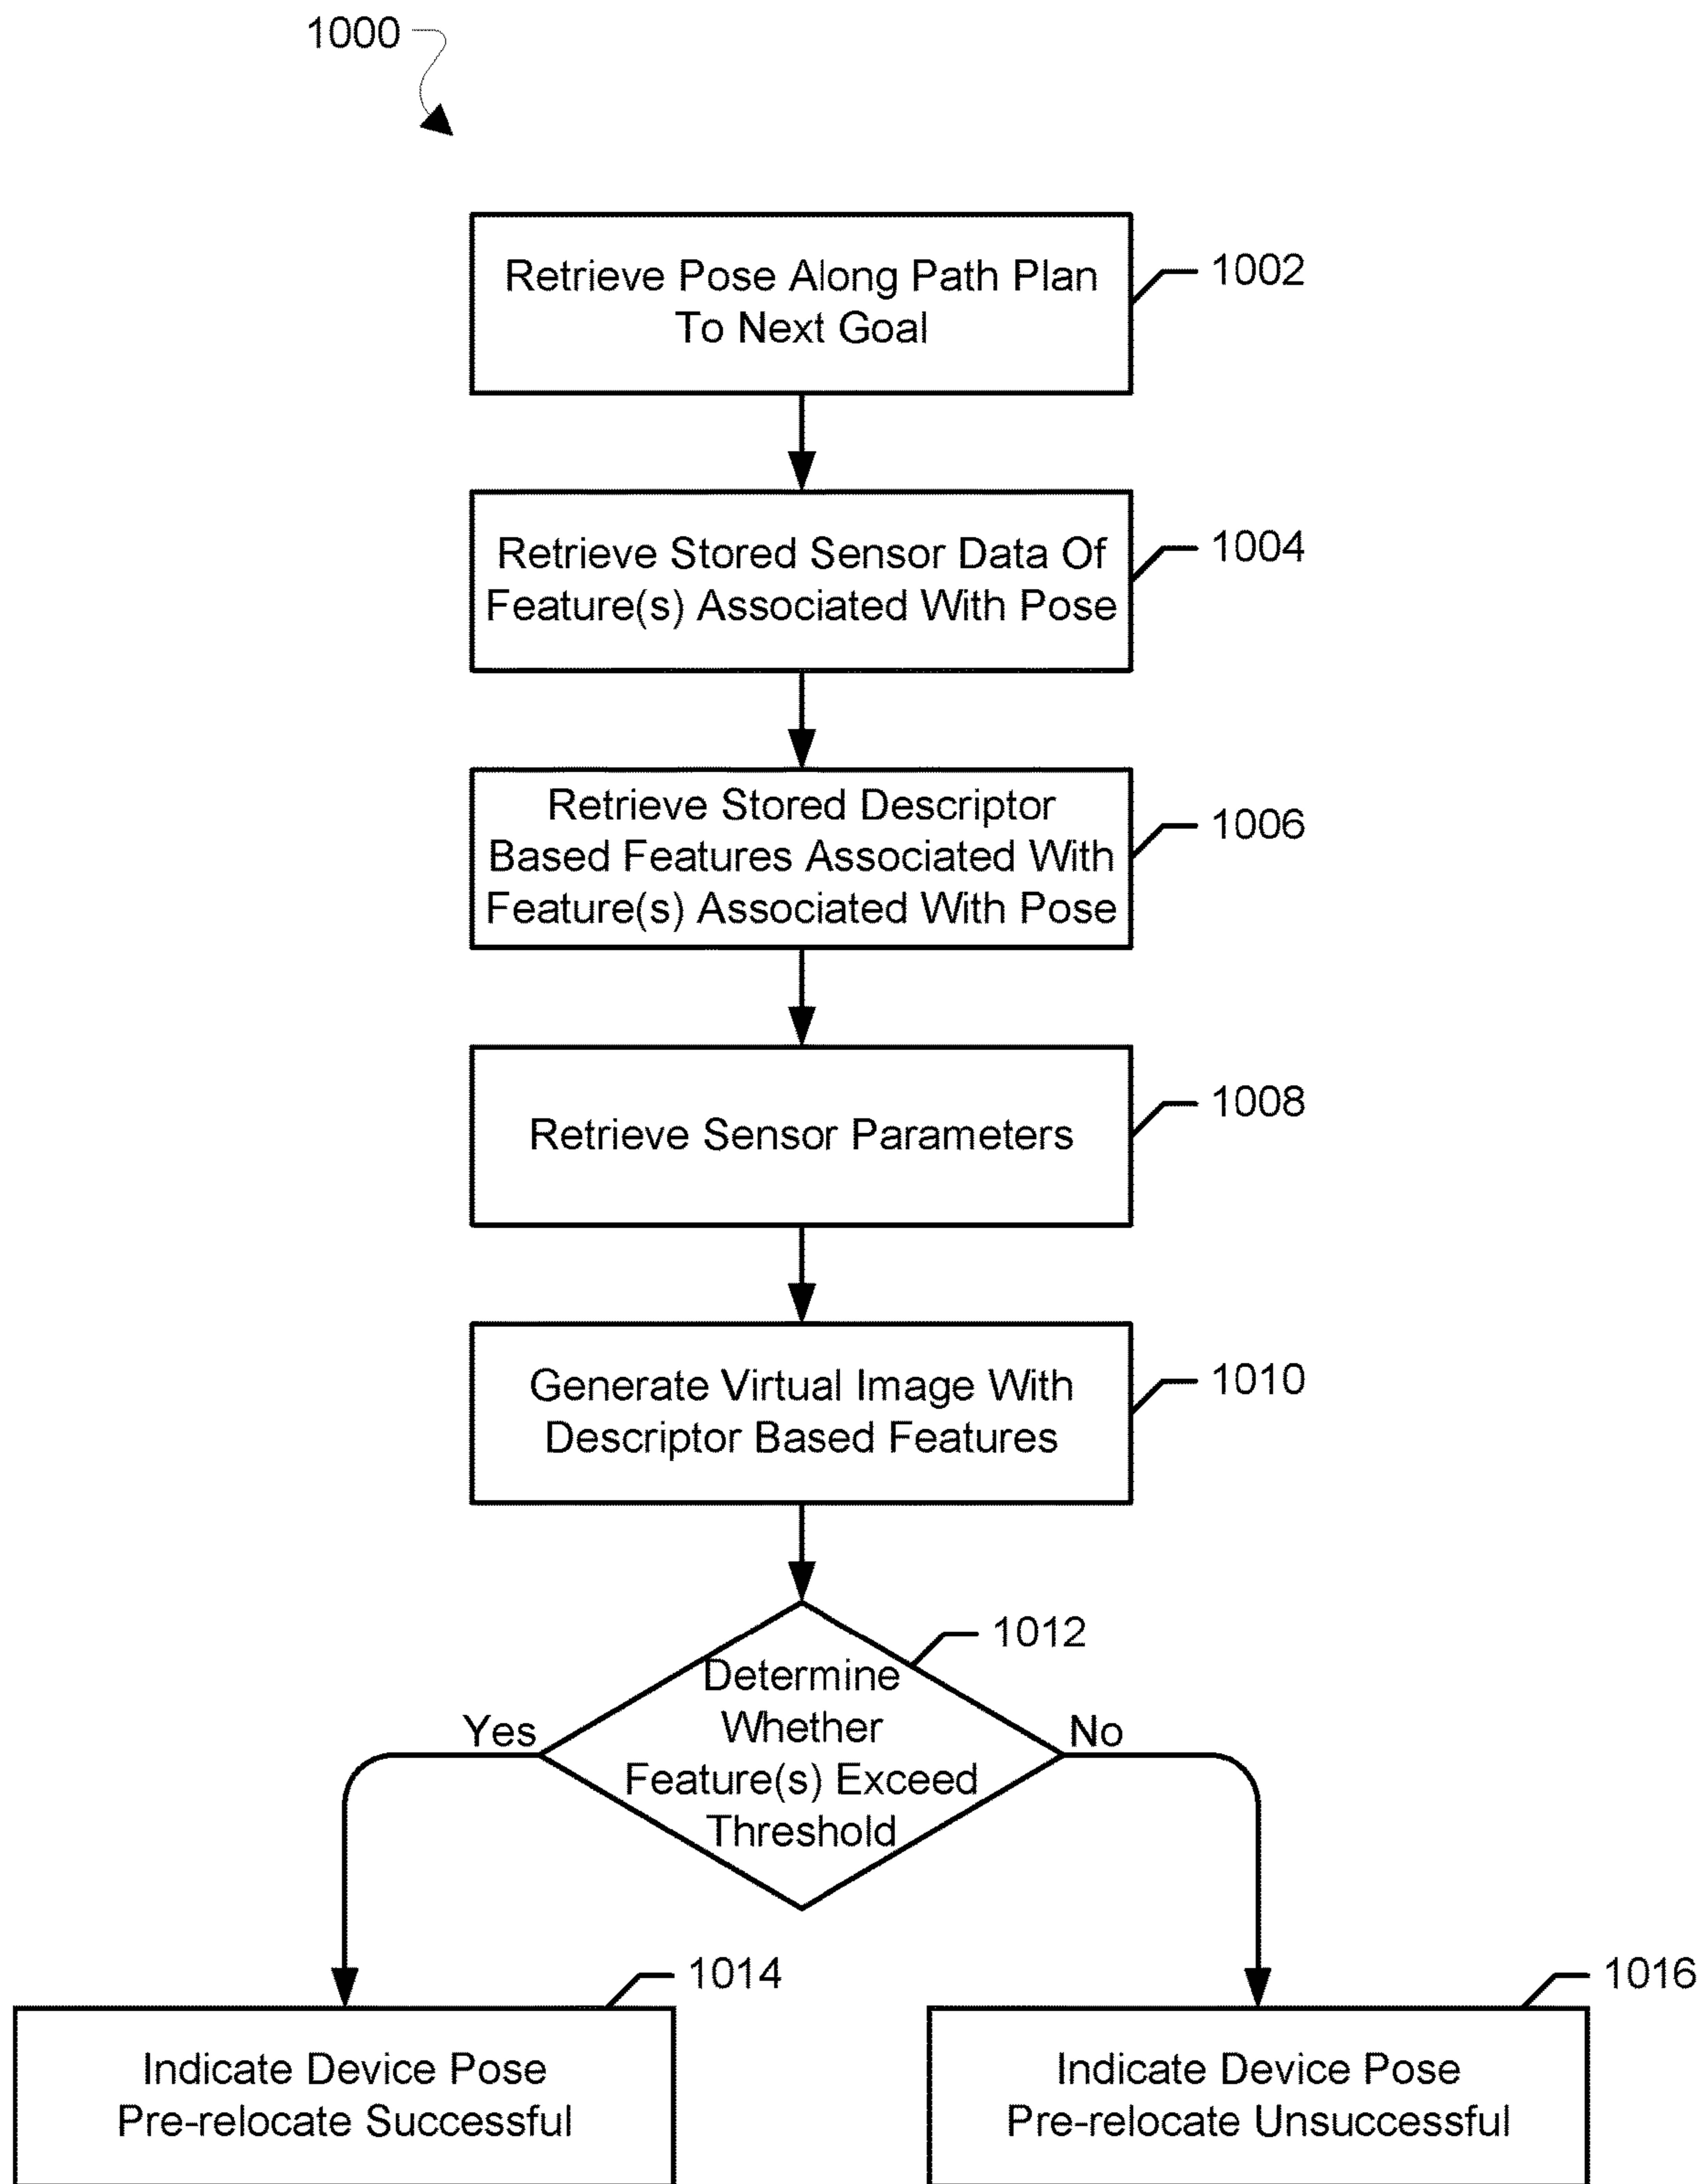 1000
Retrieve Pose Along Path Plan
To Next Goal
1002
Retrieve Stored Sensor Data Of
Feature(s) Associated With Pose
1004
Retrieve Stored Descriptor
Based Features Associated With
Feature(s) Associated With Pose
1006
Retrieve Sensor Parameters
1008
Generate Virtual Image With
Descriptor Based Features
1010
1012
Determine
Whether
Feature(s) Exceed
Threshold
Yes
No
1014
Indicate Device Pose
Pre-relocate Successful
1016
Indicate Device Pose
Pre-relocate Unsuccessful